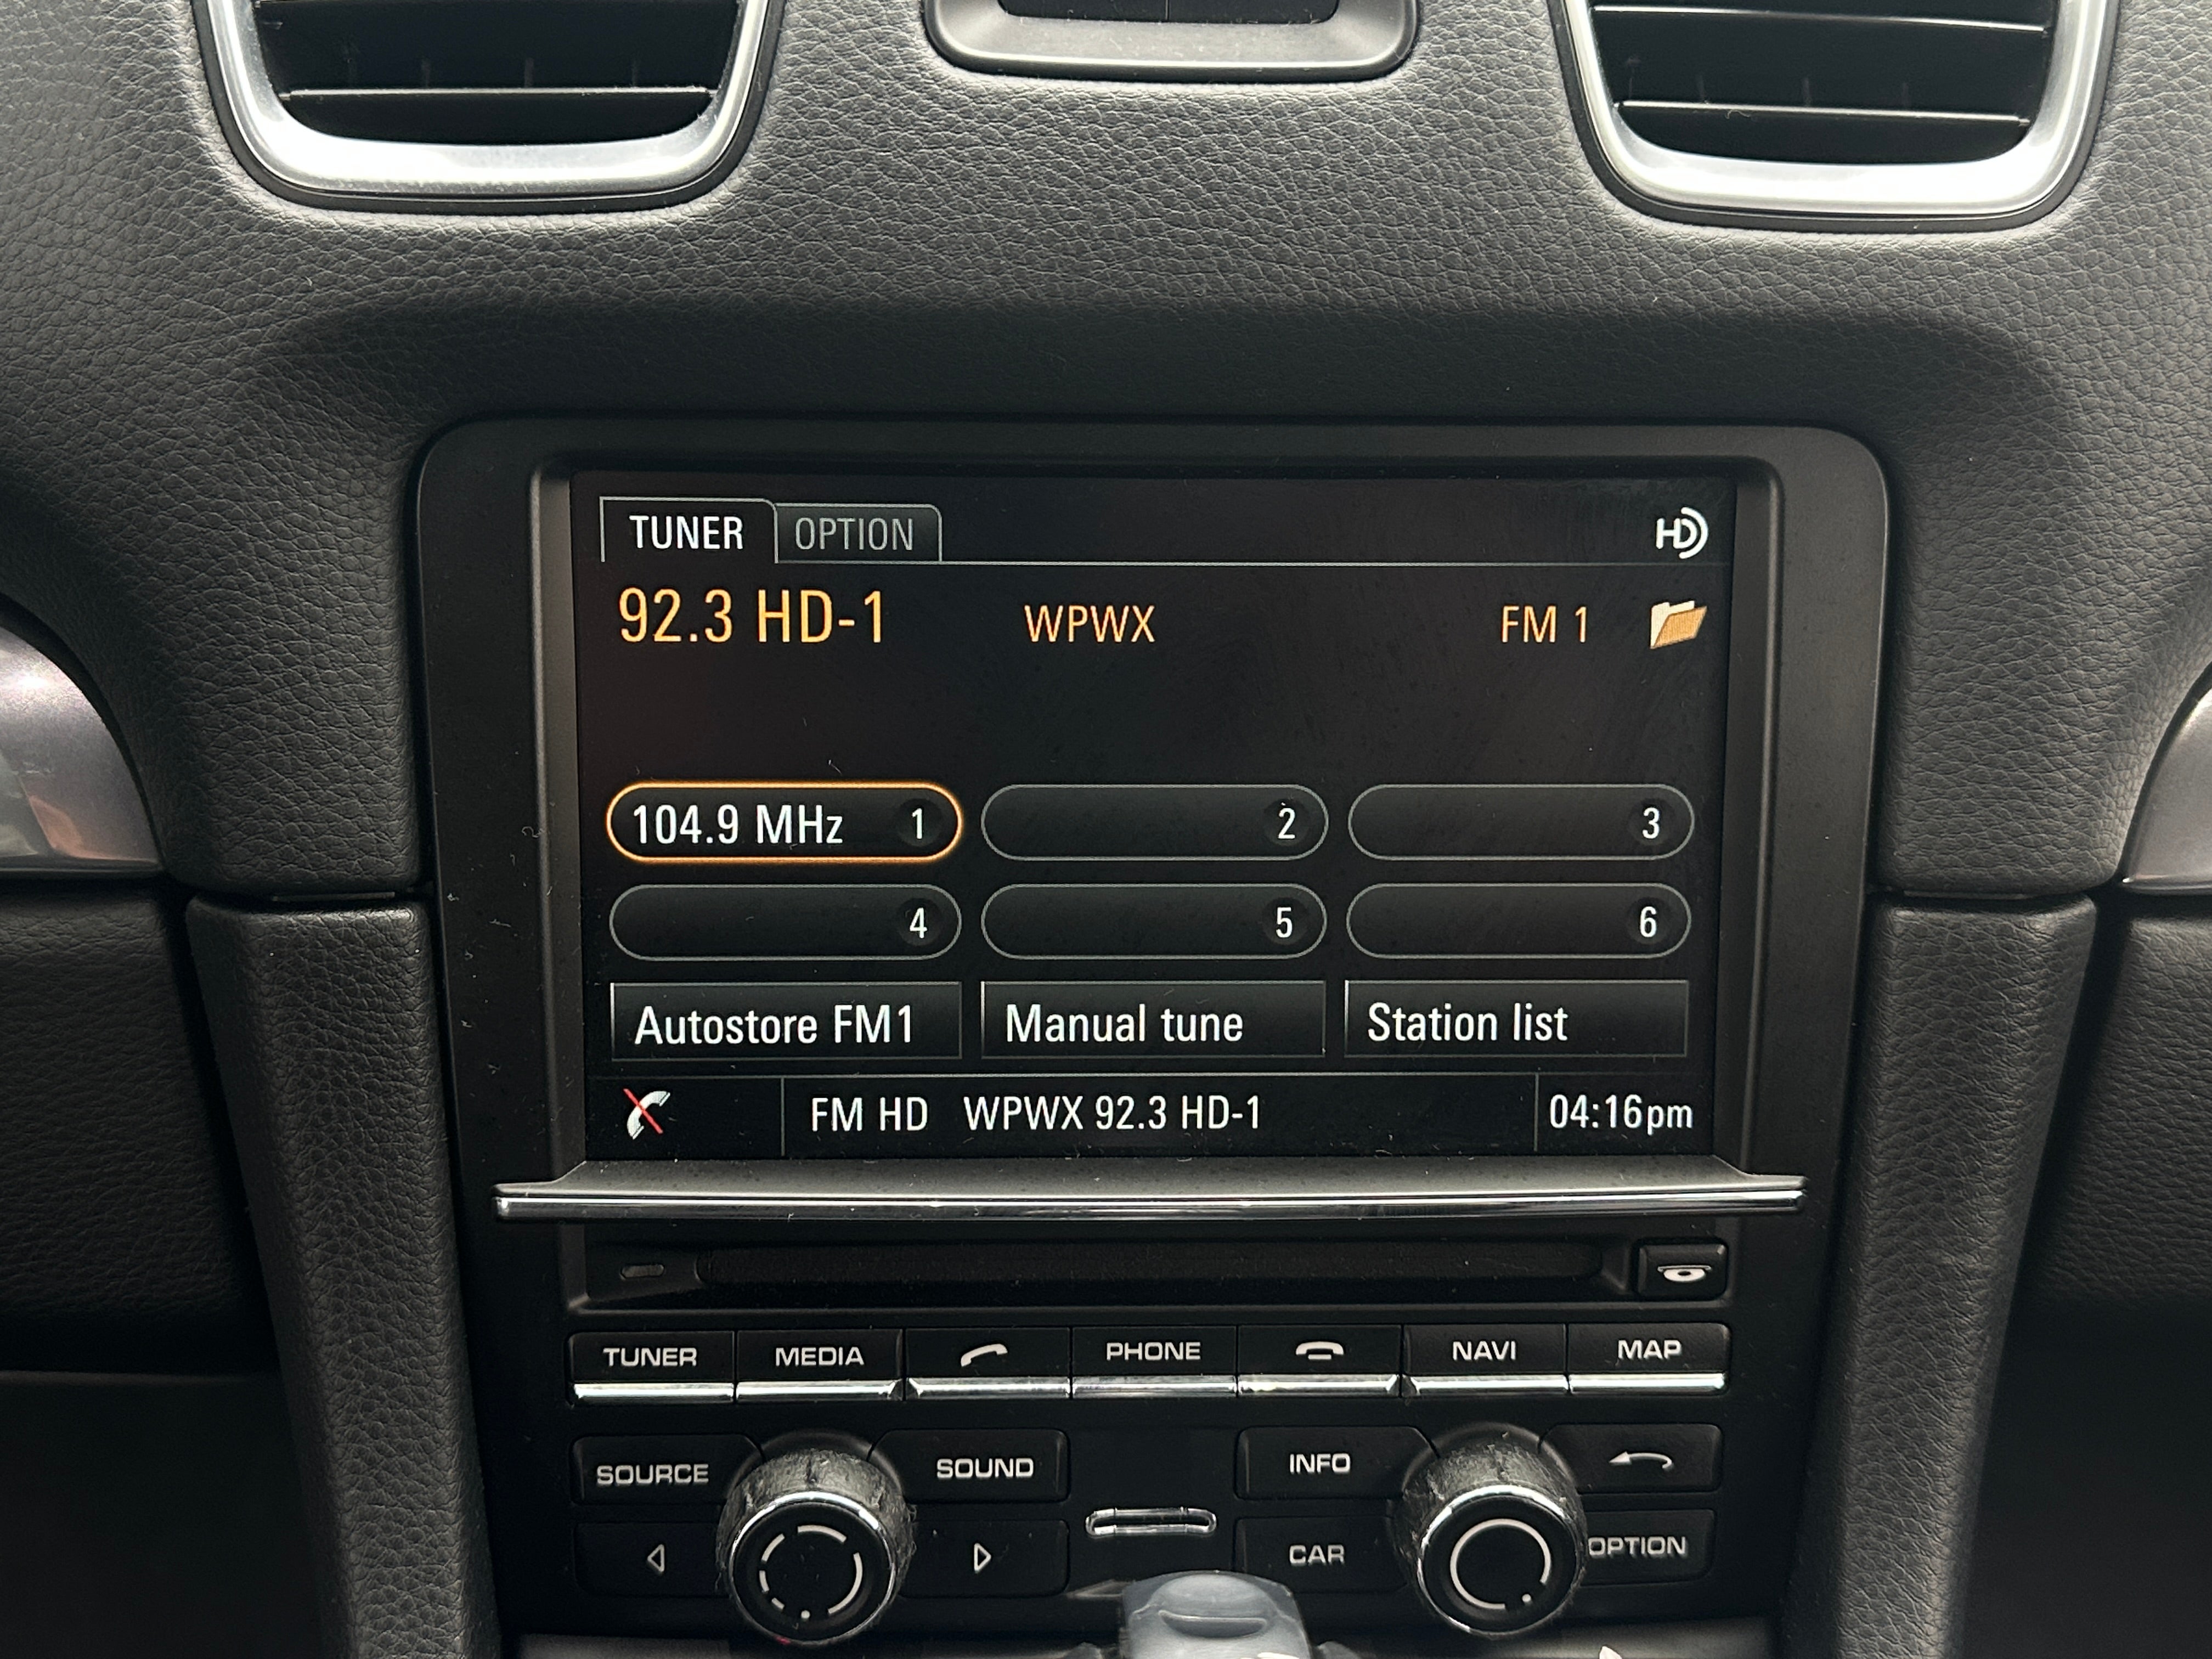 TUNER OPTION HD
92.3 HD-1 WPWX FM 1
104.9 MHz 1 2 3
4 5 6
Autostore FM1 Manual tune Station list
FM HD WPWX 92.3 HD-1 04:16pm
TUNER MEDIA PHONE NAVI MAP
SOURCE SOUND INFO
CAR OPTION